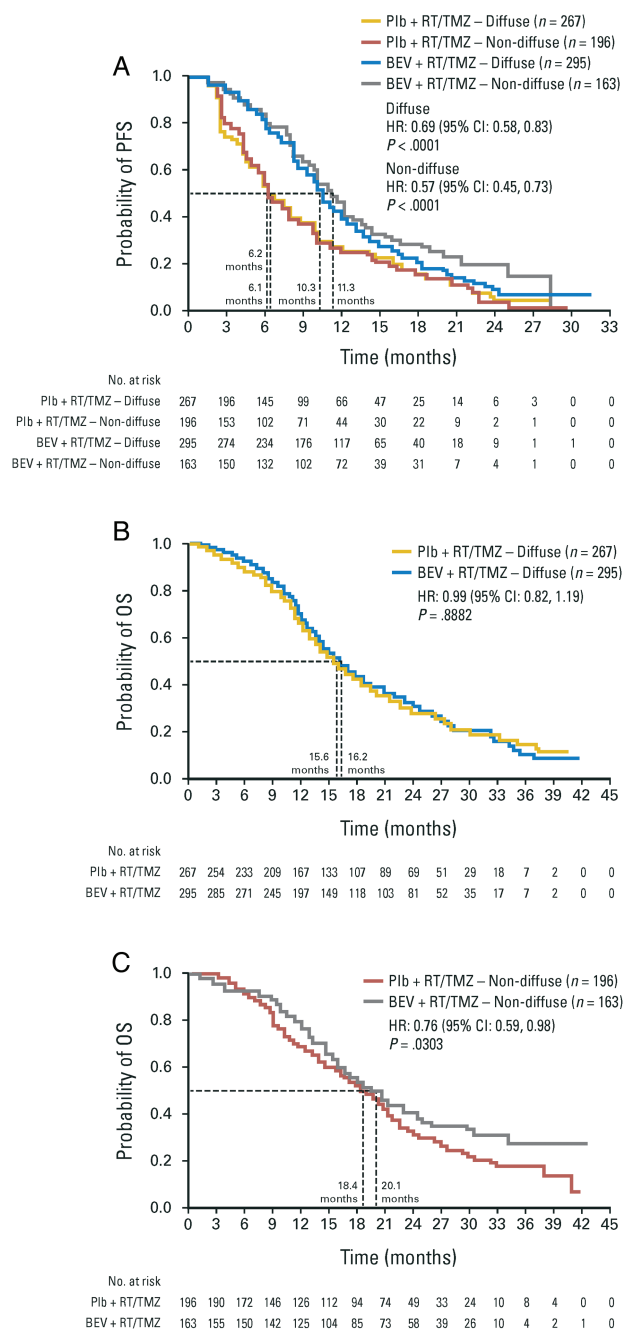 A
Plb + RT/TMZ – Diffuse (n = 267)
Plb + RT/TMZ – Non-diffuse (n = 196)
BEV + RT/TMZ – Diffuse (n = 295)
BEV + RT/TMZ – Non-diffuse (n = 163)
Diffuse
HR: 0.69 (95% CI: 0.58, 0.83)
P < .0001
Non-diffuse
HR: 0.57 (95% CI: 0.45, 0.73)
P < .0001
Probability of PFS
1.0
0.8
0.6
0.4
0.2
0.0
6.2
months
6.1 10.3 11.3
months months months
0 3 6 9 12 15 18 21 24 27 30 33
Time (months)
No. at risk
Plb + RT/TMZ – Diffuse 267 196 145 99 66 47 25 14 6 3 0 0
Plb + RT/TMZ – Non-diffuse 196 153 102 71 44 30 22 9 2 1 0 0
BEV + RT/TMZ – Diffuse 295 274 234 176 117 65 40 18 9 1 1 0
BEV + RT/TMZ – Non-diffuse 163 150 132 102 72 39 31 7 4 1 0 0
B
Plb + RT/TMZ – Diffuse (n = 267)
BEV + RT/TMZ – Diffuse (n = 295)
HR: 0.99 (95% CI: 0.82, 1.19)
P = .8882
Probability of OS
1.0
0.8
0.6
0.4
0.2
0.0
15.6 16.2
months months
0 3 6 9 12 15 18 21 24 27 30 33 36 39 42 45
Time (months)
No. at risk
Plb + RT/TMZ 267 254 233 209 167 133 107 89 69 51 29 18 7 2 0 0
BEV + RT/TMZ 295 285 271 245 197 149 118 103 81 52 35 17 7 2 0 0
C
Plb + RT/TMZ – Non-diffuse (n = 196)
BEV + RT/TMZ – Non-diffuse (n = 163)
HR: 0.76 (95% CI: 0.59, 0.98)
P = .0303
Probability of OS
1.0
0.8
0.6
0.4
0.2
0.0
18.4 20.1
months months
0 3 6 9 12 15 18 21 24 27 30 33 36 39 42 45
Time (months)
No. at risk
Plb + RT/TMZ 196 190 172 146 126 112 94 74 49 33 24 10 8 4 0 0
BEV + RT/TMZ 163 155 150 142 125 104 85 73 58 39 26 10 4 2 1 0